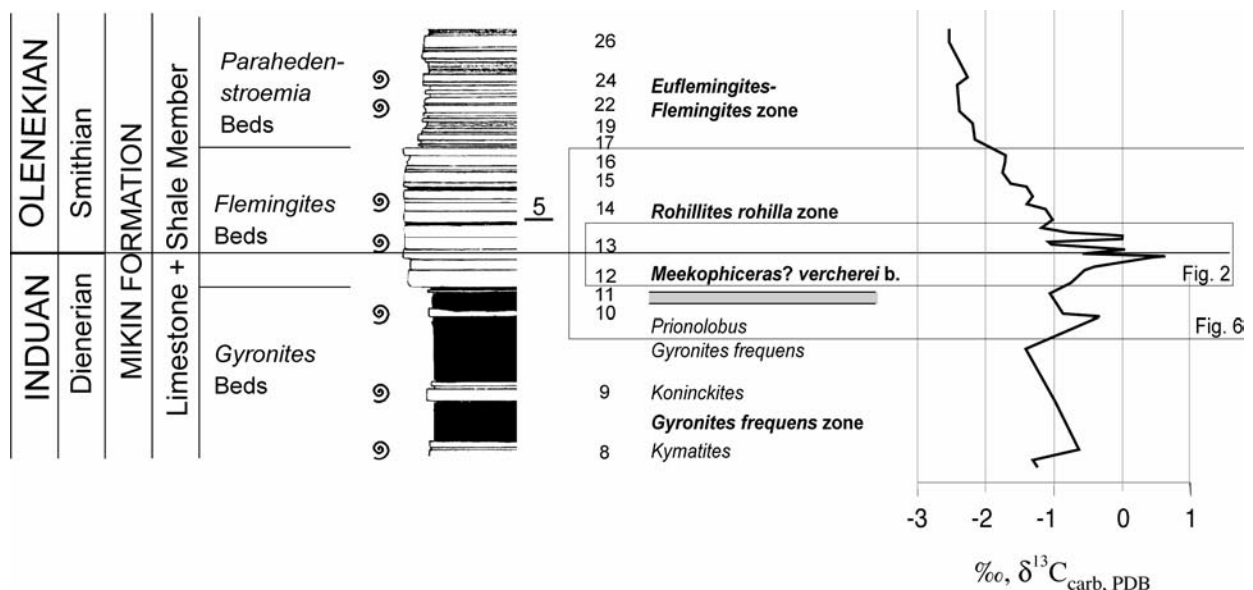 OLENEKIAN
INDUAN
Smithian
Dienerian
MIKIN FORMATION
Limestone + Shale Member
Paraheden-
stroemia
Beds
Flemingites
Beds
Gyronites
Beds
5
26
24
22
19
17
16
15
14
13
12
11
10
9
8
Euflemingites-
Flemingites zone
Rohillites rohilla zone
Meekophiceras? vercherei b.
Prionolobus
Gyronites frequens
Koninckites
Gyronites frequens zone
Kymatites
Fig. 2
Fig. 6
-3 -2 -1 0 1
‰, δ¹³C carb, PDB